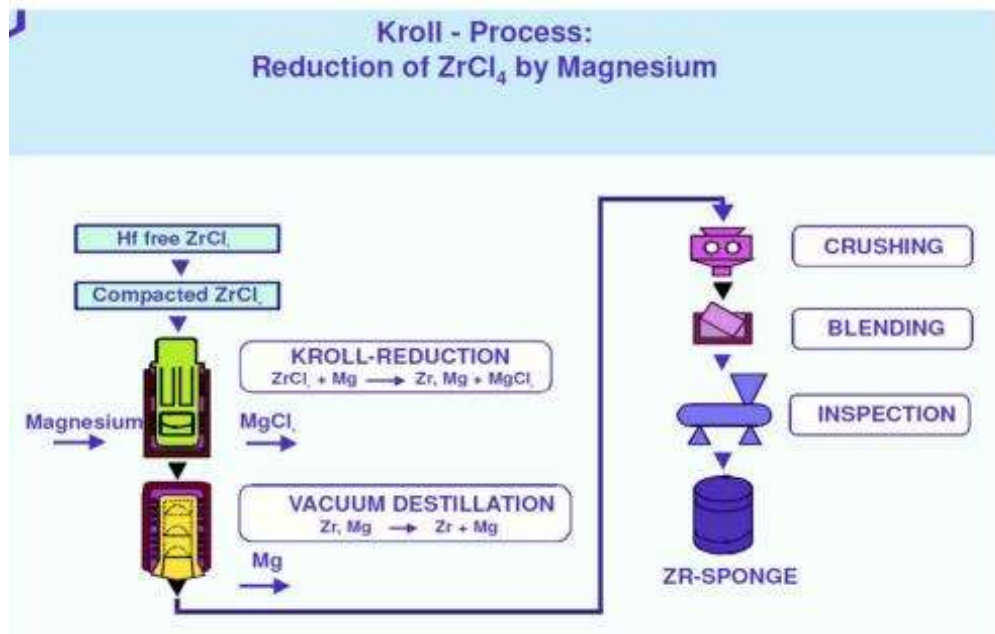 Kroll - Process:
Reduction of ZrCl4 by Magnesium
Hf free ZrCl
Compacted ZrCl
KROLL-REDUCTION
ZrCl + Mg → Zr, Mg + MgCl
Magnesium
MgCl
VACUUM DESTILLATION
Zr, Mg → Zr + Mg
Mg
CRUSHING
BLENDING
INSPECTION
ZR-SPONGE